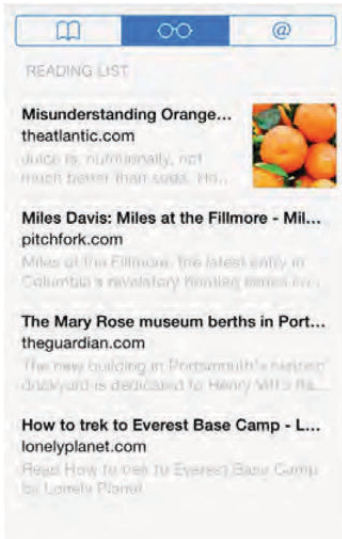 @
READING LIST
Misunderstanding Orange...
theatlantic.com
Juice is, nutritionally, not
much better than soda. Ho...
Miles Davis: Miles at the Fillmore - Mil...
pitchfork.com
Miles at the Fillmore, the latest entry in
Columbia's revelatory
The Mary Rose museum berths in Port...
theguardian.com
The new building in Portsmouth's historic
dockyard is dedicated to Henry VIII's fla...
How to trek to Everest Base Camp - L...
lonelyplanet.com
Read How to trek to Everest Base Camp
by Lonely Planet